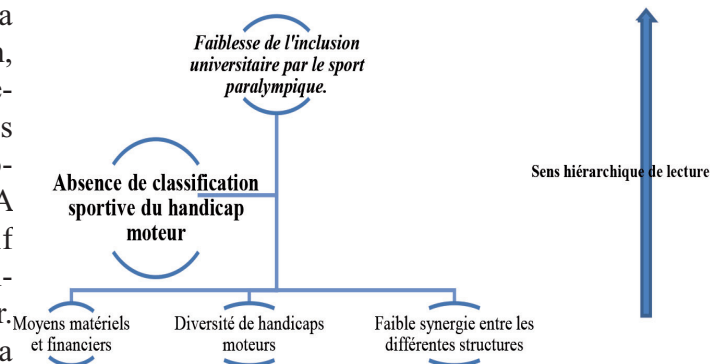 a
n,
e-
s
o-
A
if
n-
r.
a
Faiblesse de l'inclusion
universitaire par le sport
paralympique.
Absence de classification
sportive du handicap
moteur
Sens hiérarchique de lecture
Moyens matériels
et financiers
Diversité de handicaps
moteurs
Faible synergie entre les
différentes structures